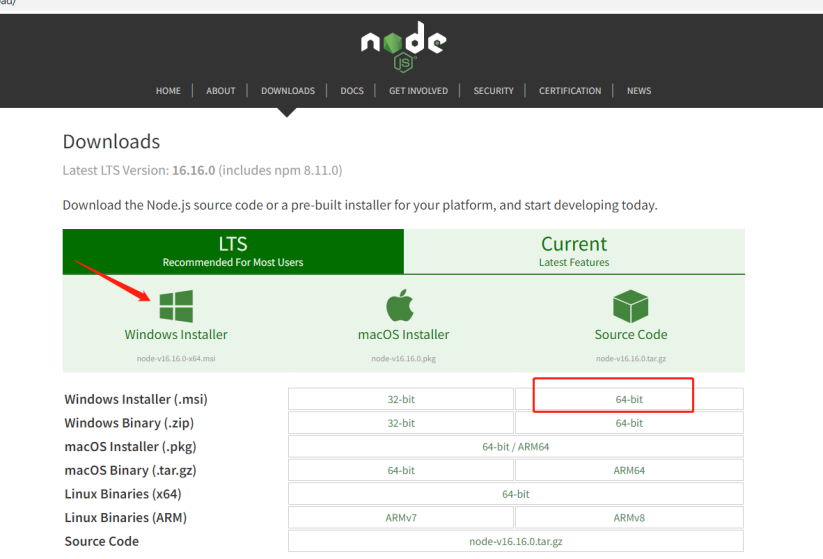 oad/
node
JS
HOME ABOUT DOWNLOADS DOCS GET INVOLVED SECURITY CERTIFICATION NEWS
Downloads
Latest LTS Version: 16.16.0 (includes npm 8.11.0)
Download the Node.js source code or a pre-built installer for your platform, and start developing today.
LTS
Recommended For Most Users
Current
Latest Features
Windows Installer
node-v16.16.0-x64.msi
macOS Installer
node-v16.16.0.pkg
Source Code
node-v16.16.0.tar.gz
Windows Installer (.msi) 32-bit 64-bit
Windows Binary (.zip) 32-bit 64-bit
macOS Installer (.pkg) 64-bit / ARM64
macOS Binary (.tar.gz) 64-bit ARM64
Linux Binaries (x64) 64-bit
Linux Binaries (ARM) ARMv7 ARMv8
Source Code node-v16.16.0.tar.gz